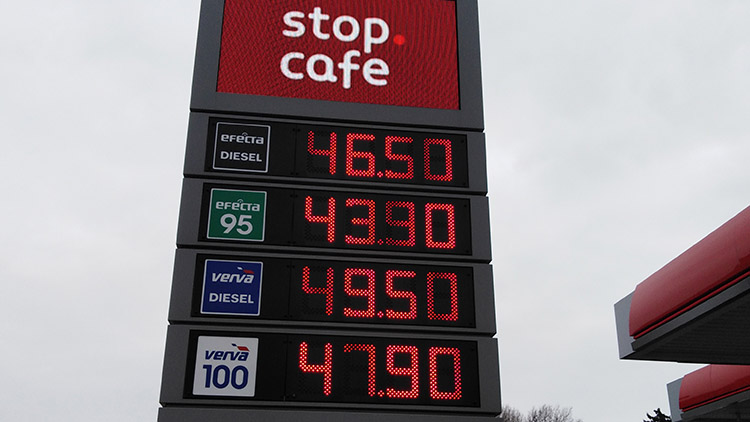 stop.
cafe
efecta
DIESEL
46.50
efecta
95
43.90
verva
DIESEL
49.50
verva
100
47.90